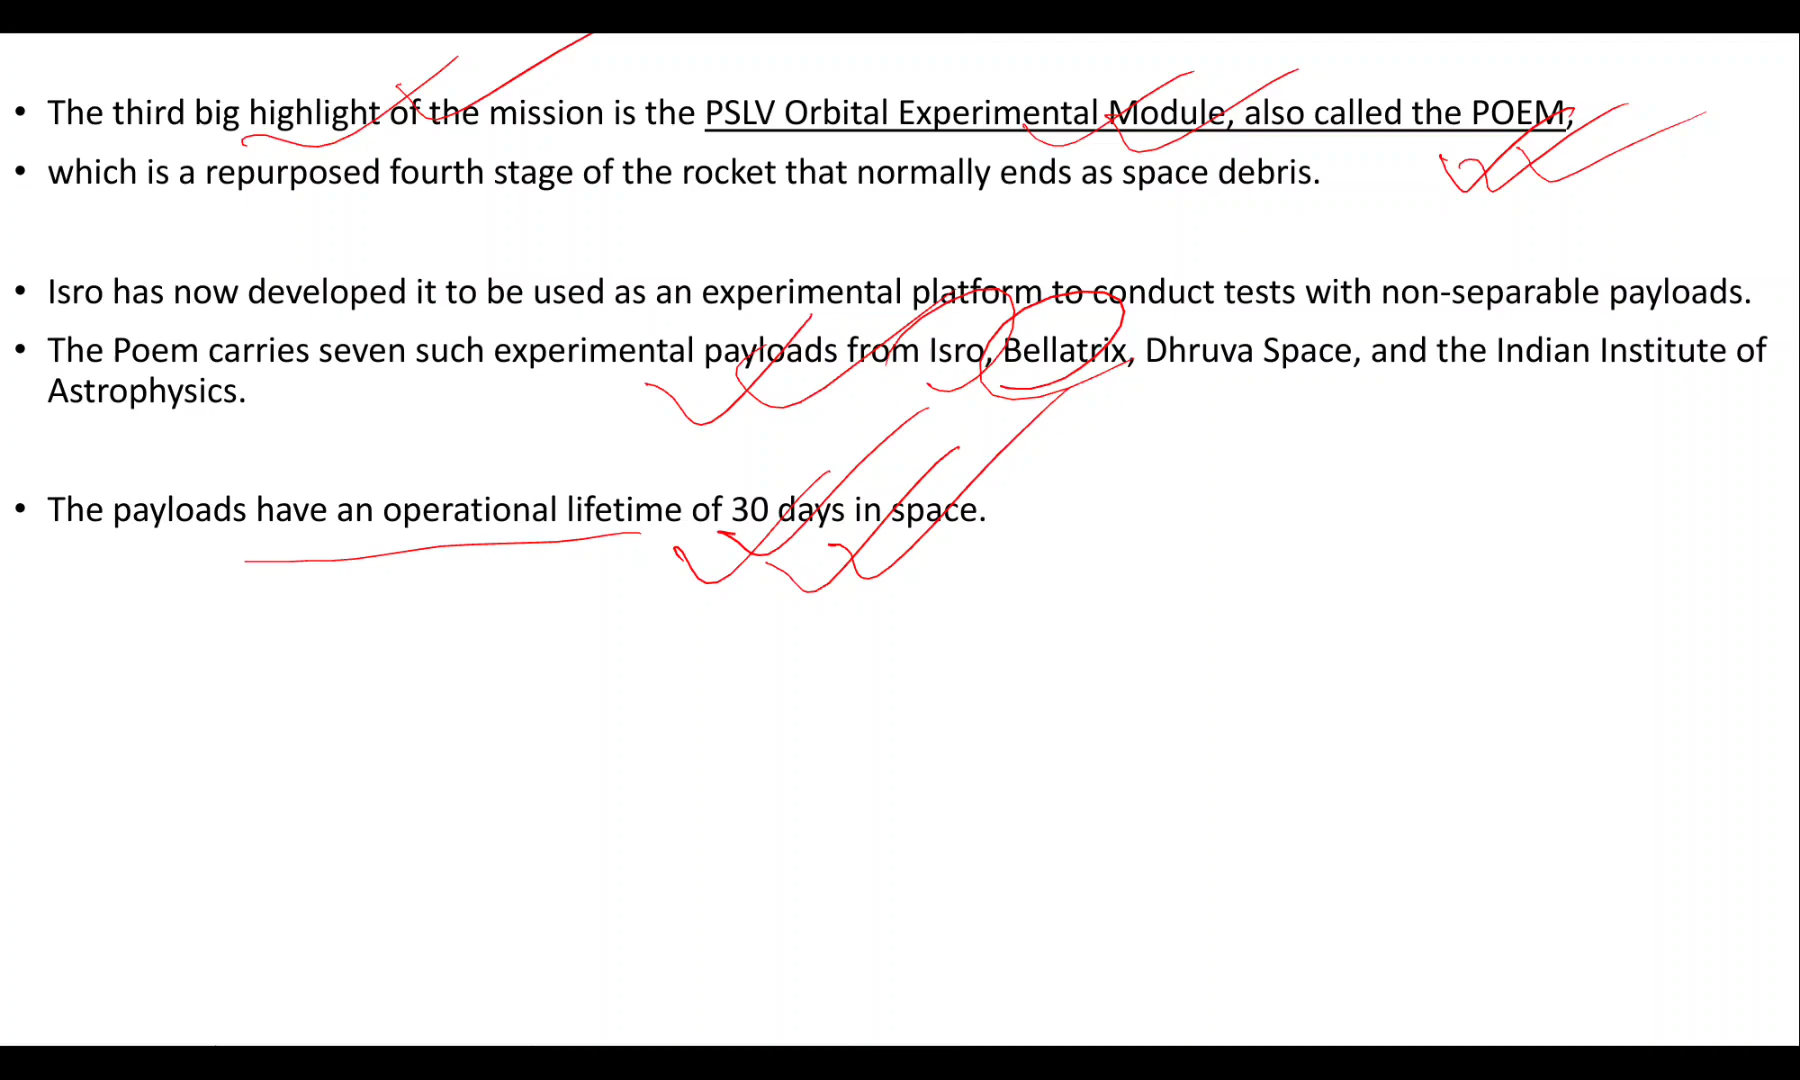 • The third big highlight of the mission is the PSLV Orbital Experimental Module, also called the POEM,
• which is a repurposed fourth stage of the rocket that normally ends as space debris.
• Isro has now developed it to be used as an experimental platform to conduct tests with non-separable payloads.
• The Poem carries seven such experimental payloads from Isro, Bellatrix, Dhruva Space, and the Indian Institute of
Astrophysics.
• The payloads have an operational lifetime of 30 days in space.